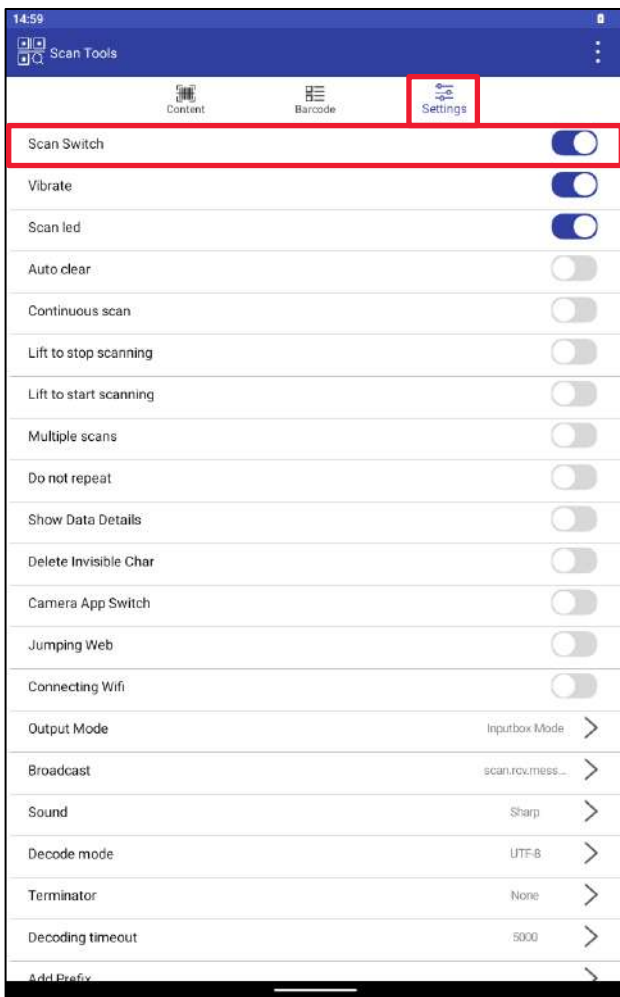 14:59
Scan Tools
Content Barcode Settings
Scan Switch
Vibrate
Scan led
Auto clear
Continuous scan
Lift to stop scanning
Lift to start scanning
Multiple scans
Do not repeat
Show Data Details
Delete Invisible Char
Camera App Switch
Jumping Web
Connecting Wifi
Output Mode Inputbox Mode
Broadcast scan.rcv.mess...
Sound Sharp
Decode mode UTF-8
Terminator None
Decoding timeout 5000
Add Prefix